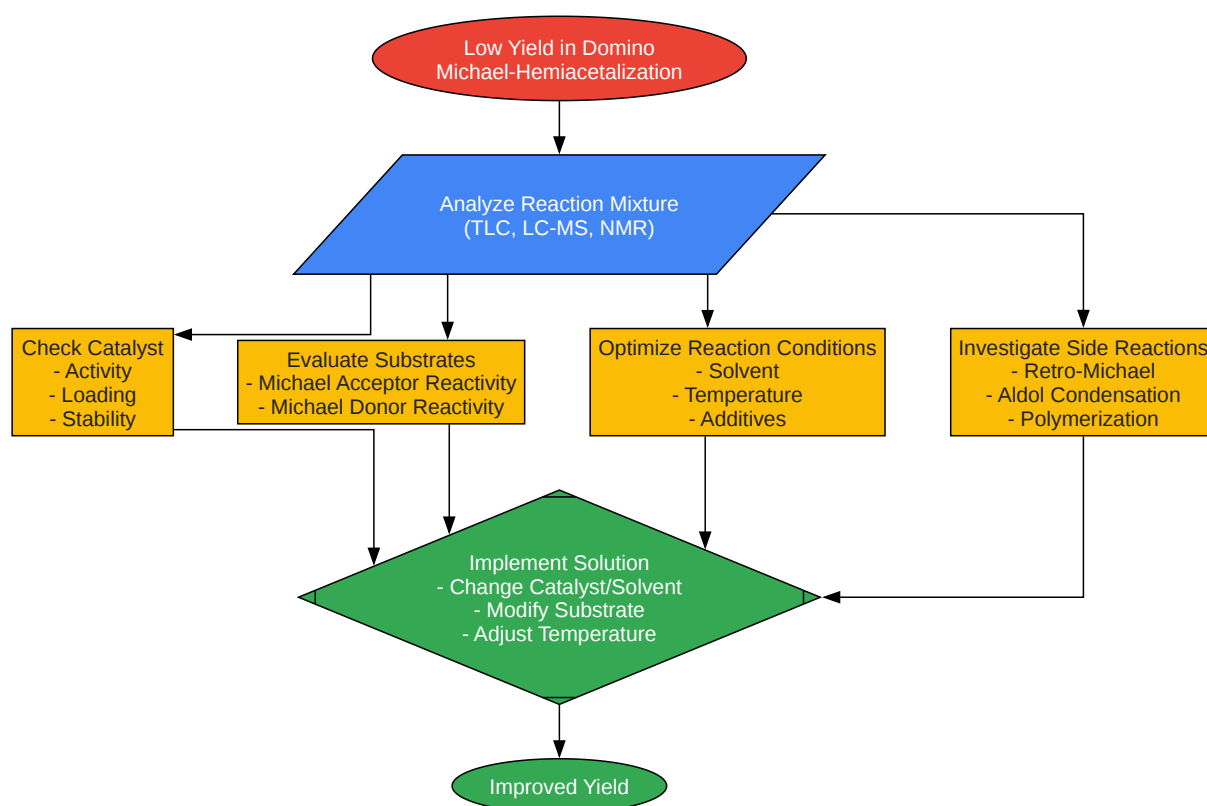 Low Yield in Domino
Michael-Hemiacetalization
Analyze Reaction Mixture
(TLC, LC-MS, NMR)
Check Catalyst
- Activity
- Loading
- Stability
Evaluate Substrates
- Michael Acceptor Reactivity
- Michael Donor Reactivity
Optimize Reaction Conditions
- Solvent
- Temperature
- Additives
Investigate Side Reactions
- Retro-Michael
- Aldol Condensation
- Polymerization
Implement Solution
- Change Catalyst/Solvent
- Modify Substrate
- Adjust Temperature
Improved Yield